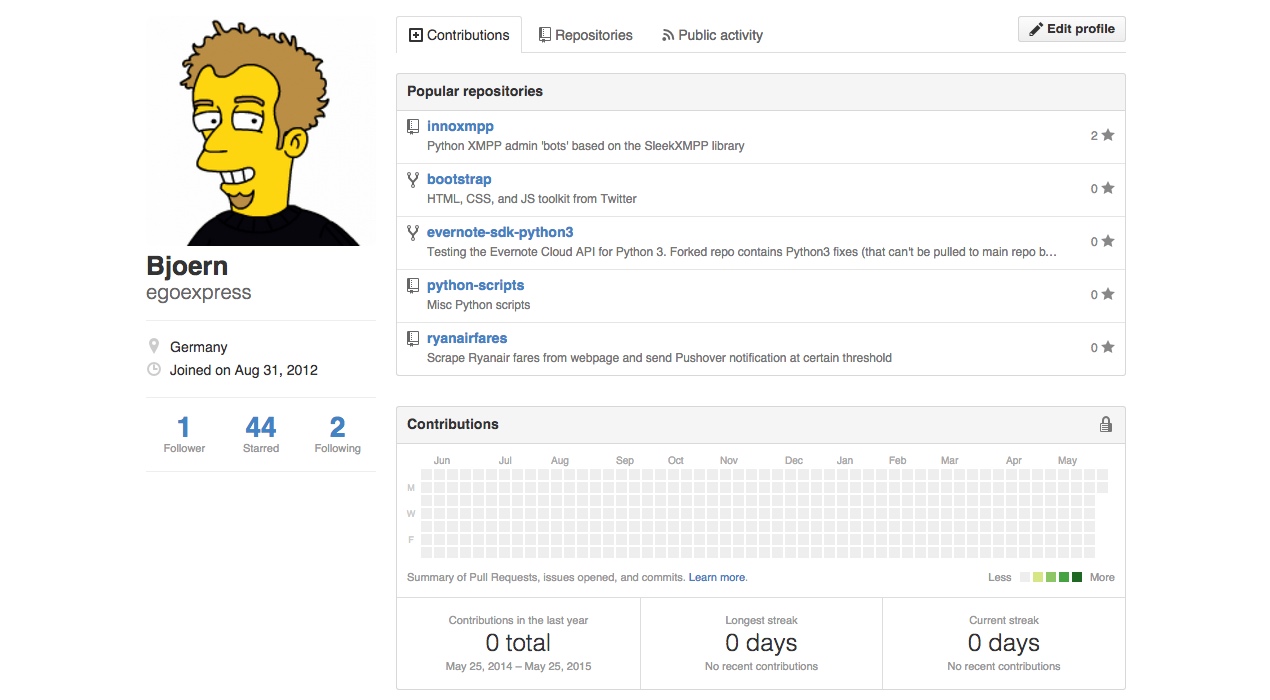 Contributions
Repositories
Public activity
Edit profile
Bjoern
egoexpress
Germany
Joined on Aug 31, 2012
1 44 2
Follower Starred Following
Popular repositories
innoxmpp
Python XMPP admin 'bots' based on the SleekXMPP library
2
bootstrap
HTML, CSS, and JS toolkit from Twitter
0
evernote-sdk-python3
Testing the Evernote Cloud API for Python 3. Forked repo contains Python3 fixes (that can't be pulled to main repo b...
0
python-scripts
Misc Python scripts
0
ryanairfares
Scrape Ryanair fares from webpage and send Pushover notification at certain threshold
0
Contributions
Jun Jul Aug Sep Oct Nov Dec Jan Feb Mar Apr May
M
W
F
Summary of Pull Requests, issues opened, and commits. Learn more.
Less More
Contributions in the last year
0 total
May 25, 2014 – May 25, 2015
Longest streak
0 days
No recent contributions
Current streak
0 days
No recent contributions